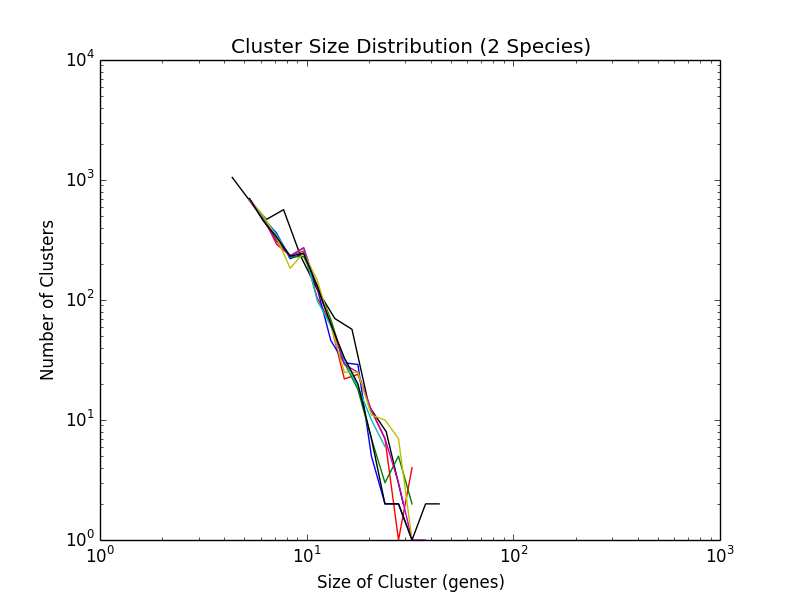 Cluster Size Distribution (2 Species)
10^4
10^3
10^2
10^1
10^0
Number of Clusters
10^0 10^1 10^2 10^3
Size of Cluster (genes)